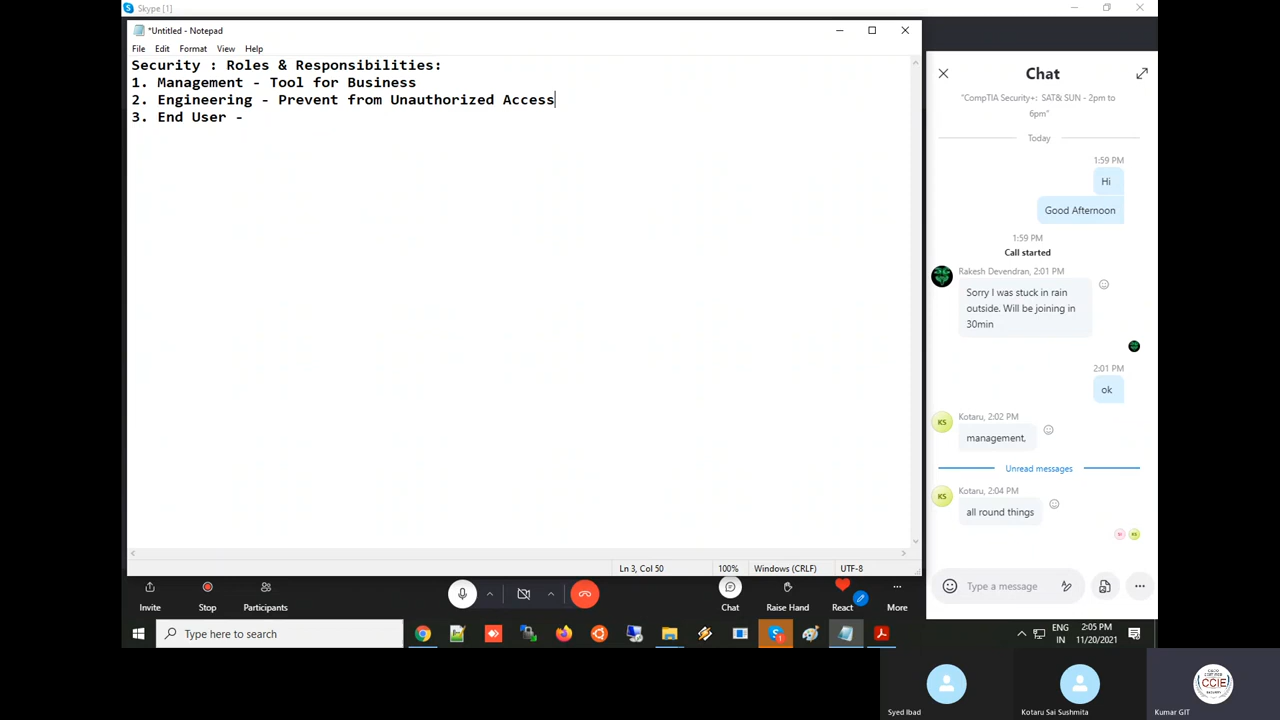 Skype [1]
*Untitled - Notepad
File Edit Format View Help
Security : Roles & Responsibilities:
1. Management - Tool for Business
2. Engineering - Prevent from Unauthorized Access
3. End User -
Ln 3, Col 50 100% Windows (CRLF) UTF-8
Chat
"CompTIA Security+: SAT& SUN - 2pm to
6pm"
Today
1:59 PM
Hi
Good Afternoon
1:59 PM
Call started
Rakesh Devendran, 2:01 PM
Sorry I was stuck in rain
outside. Will be joining in
30min
2:01 PM
ok
KS
Kotaru, 2:02 PM
management,
Unread messages
KS
Kotaru, 2:04 PM
all round things
KS
Type a message
Invite Stop Participants Chat Raise Hand React More
Type here to search
ENG
IN
2:05 PM
11/20/2021
CCIE
SECURITY
Syed Ibad Kotaru Sai Sushmita Kumar GIT